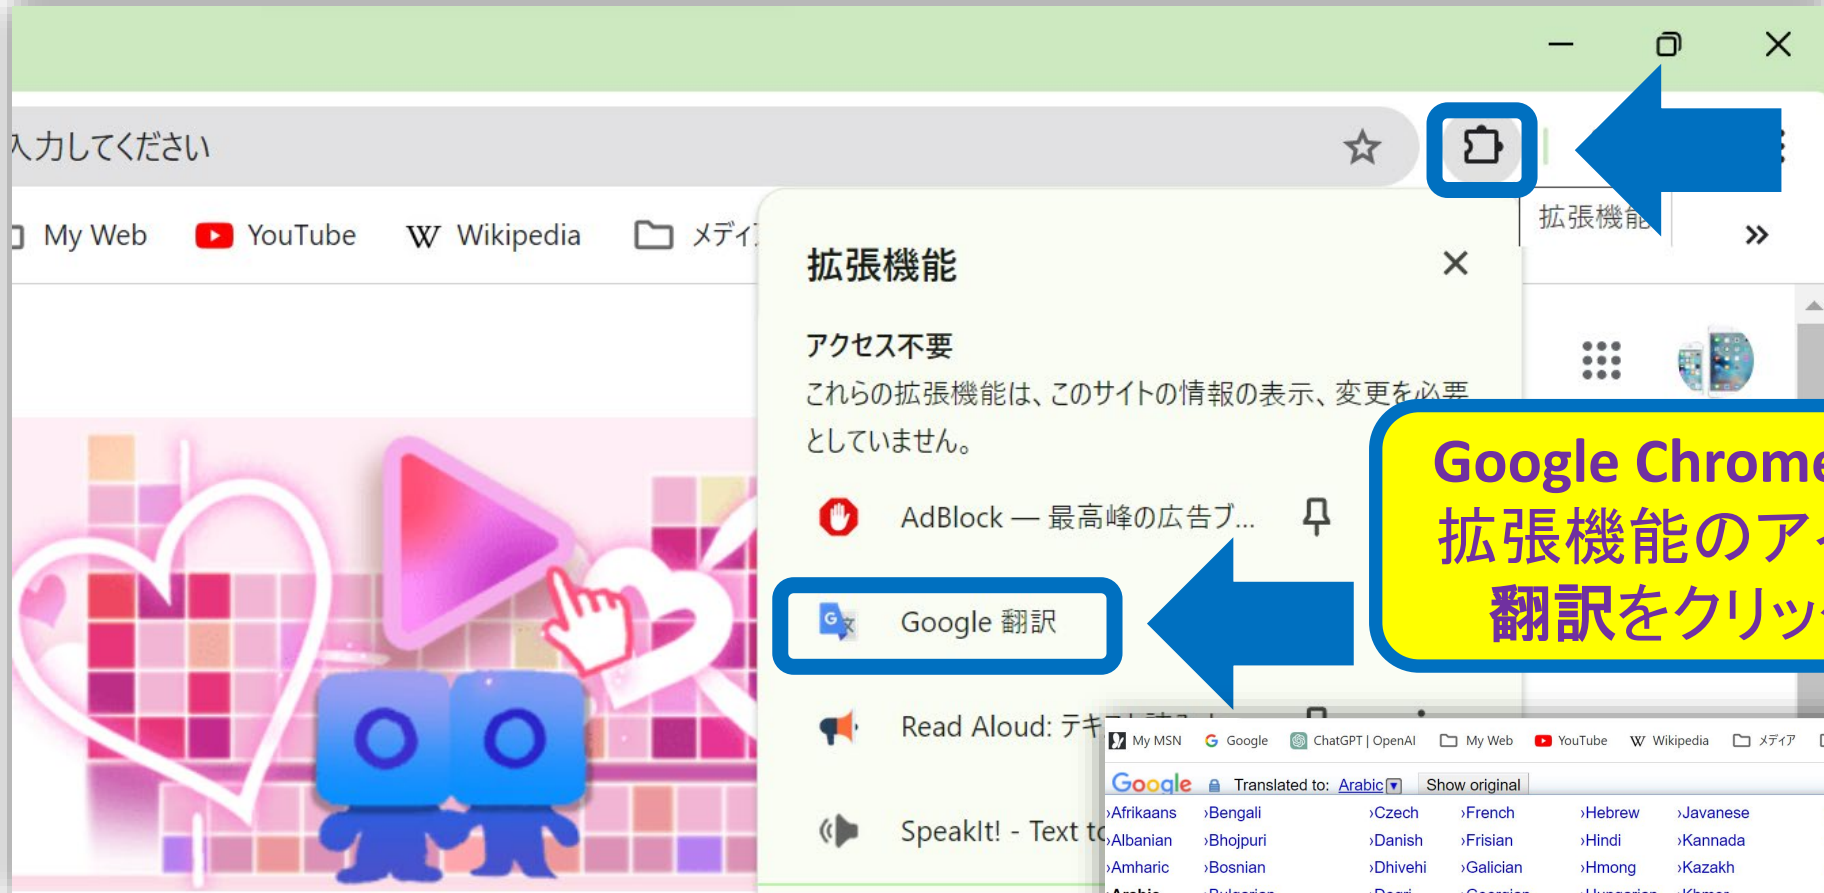 入力してください
My Web YouTube Wikipedia メディ
拡張機能
拡張機能
アクセス不要
これらの拡張機能は、このサイトの情報の表示、変更を必要
としていません。
AdBlock — 最高峰の広告ブ...
Google 翻訳
Read Aloud: テキ
SpeakIt! - Text to
Google Chrome
拡張機能のア
翻訳をクリッ
My MSN Google ChatGPT | OpenAI My Web YouTube Wikipedia メディア
Google Translated to: Arabic Show original
›Afrikaans ›Bengali ›Czech ›French ›Hebrew ›Javanese
›Albanian ›Bhojpuri ›Danish ›Frisian ›Hindi ›Kannada
›Amharic ›Bosnian ›Dhivehi ›Galician ›Hmong ›Kazakh